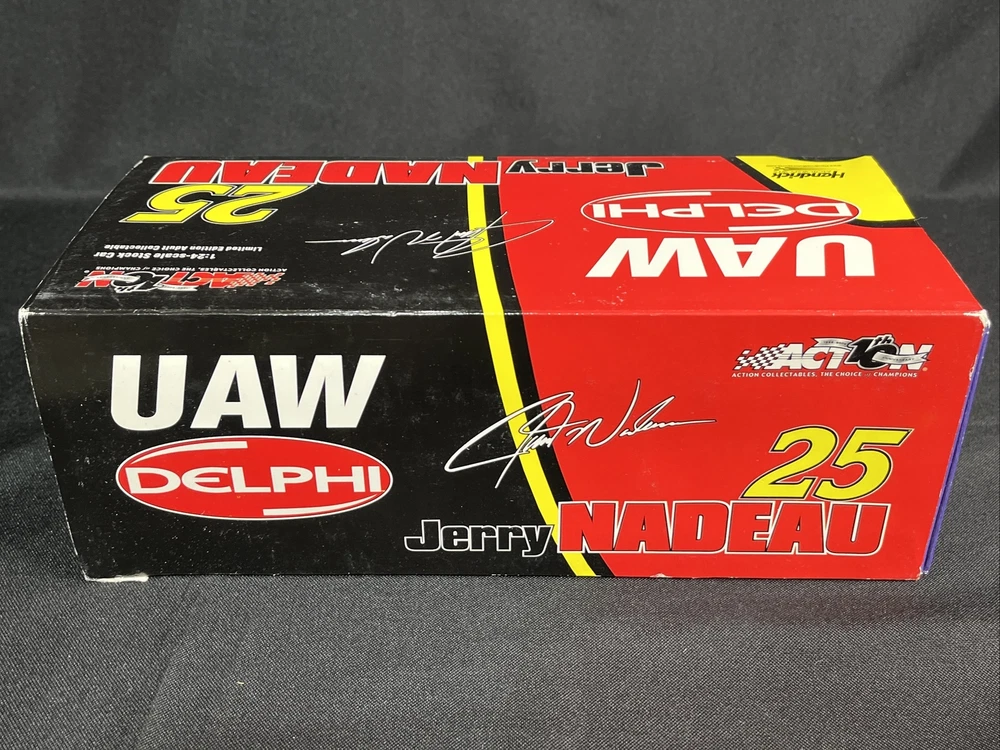 Jerry NADEAU
25
Hendrick
DELPHI
UAW
1:24-scale Stock Car
Limited Edition Adult Collectable
ACTION
ACTION COLLECTABLES, THE CHOICE of CHAMPIONS
UAW
DELPHI
ACTION 10th
ACTION COLLECTABLES, THE CHOICE of CHAMPIONS
25
Jerry NADEAU